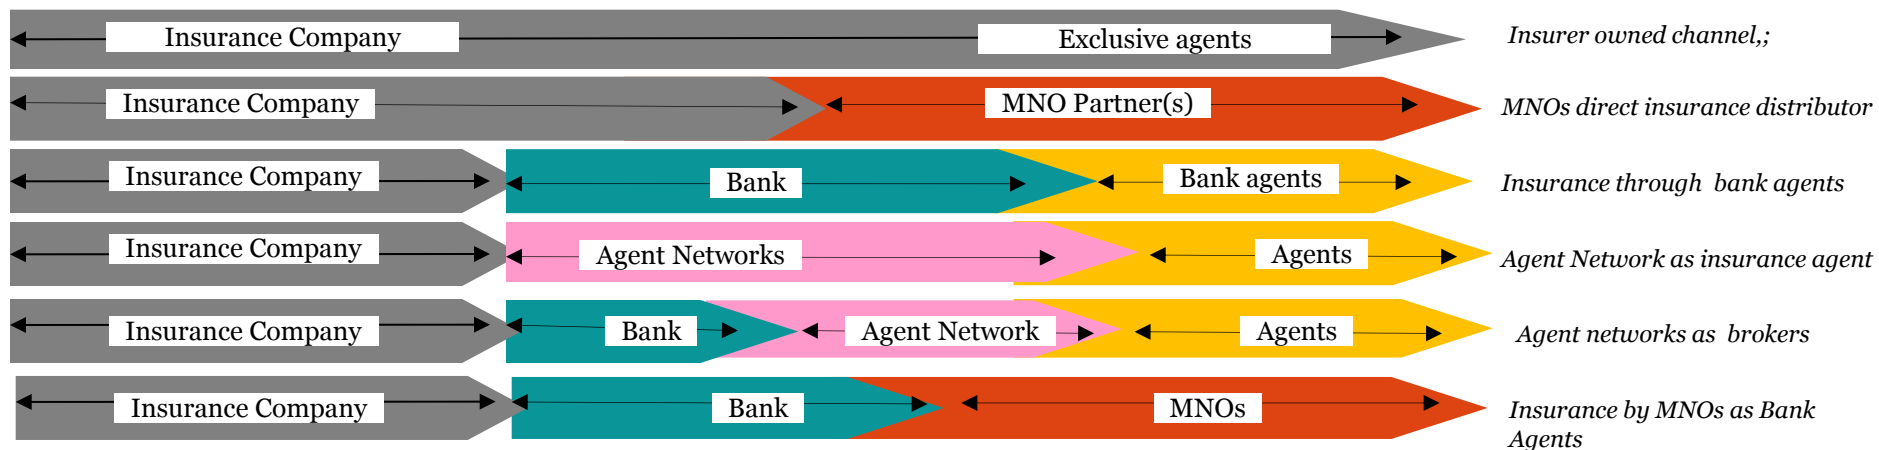 Insurance Company Exclusive agents Insurer owned channel,;
Insurance Company MNO Partner(s) MNOs direct insurance distributor
Insurance Company Bank Bank agents Insurance through bank agents
Insurance Company Agent Networks Agents Agent Network as insurance agent
Insurance Company Bank Agent Network Agents Agent networks as brokers
Insurance Company Bank MNOs Insurance by MNOs as Bank
Agents